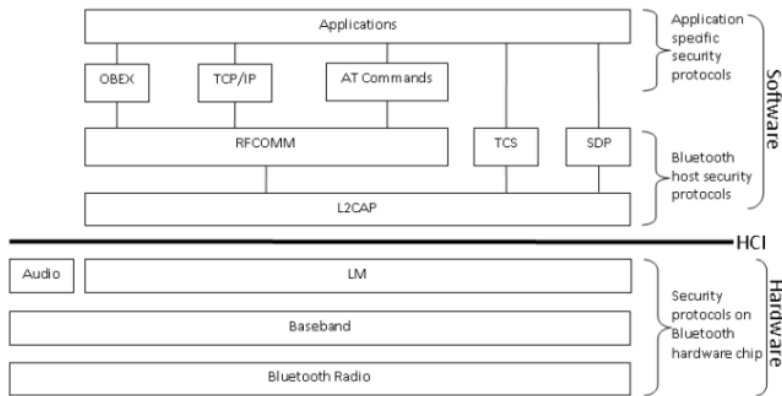 Applications
Application
specific
security
protocols
OBEX
TCP/IP
AT Commands
Software
RFCOMM
TCS
SDP
Bluetooth
host security
protocols
L2CAP
HCI
Audio
LM
Security
protocols on
Bluetooth
hardware chip
Hardware
Baseband
Bluetooth Radio